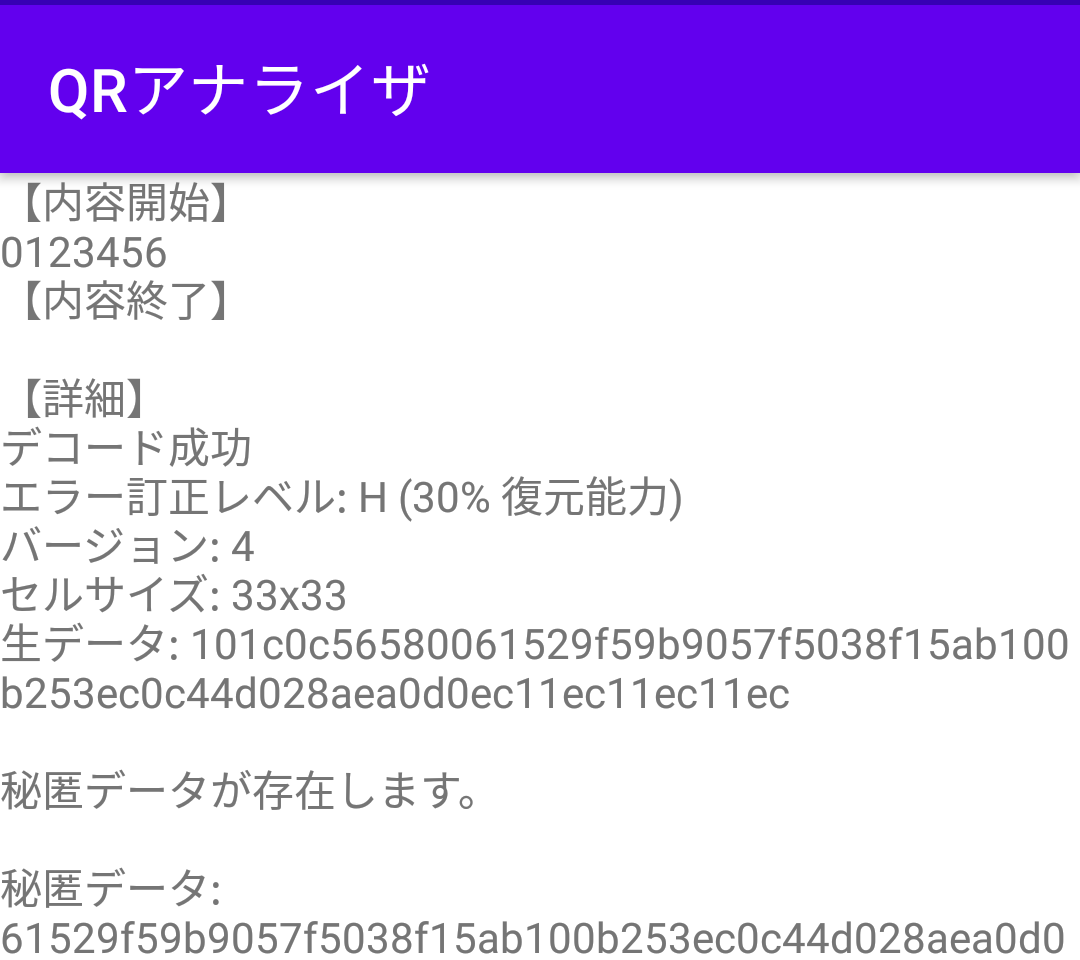 QRアナライザ
【内容開始】
0123456
【内容終了】
【詳細】
デコード成功
エラー訂正レベル: H (30% 復元能力)
バージョン: 4
セルサイズ: 33x33
生データ: 101c0c56580061529f59b9057f5038f15ab100
b253ec0c44d028aea0d0ec11ec11ec11ec
秘匿データが存在します。
秘匿データ:
61529f59b9057f5038f15ab100b253ec0c44d028aea0d0